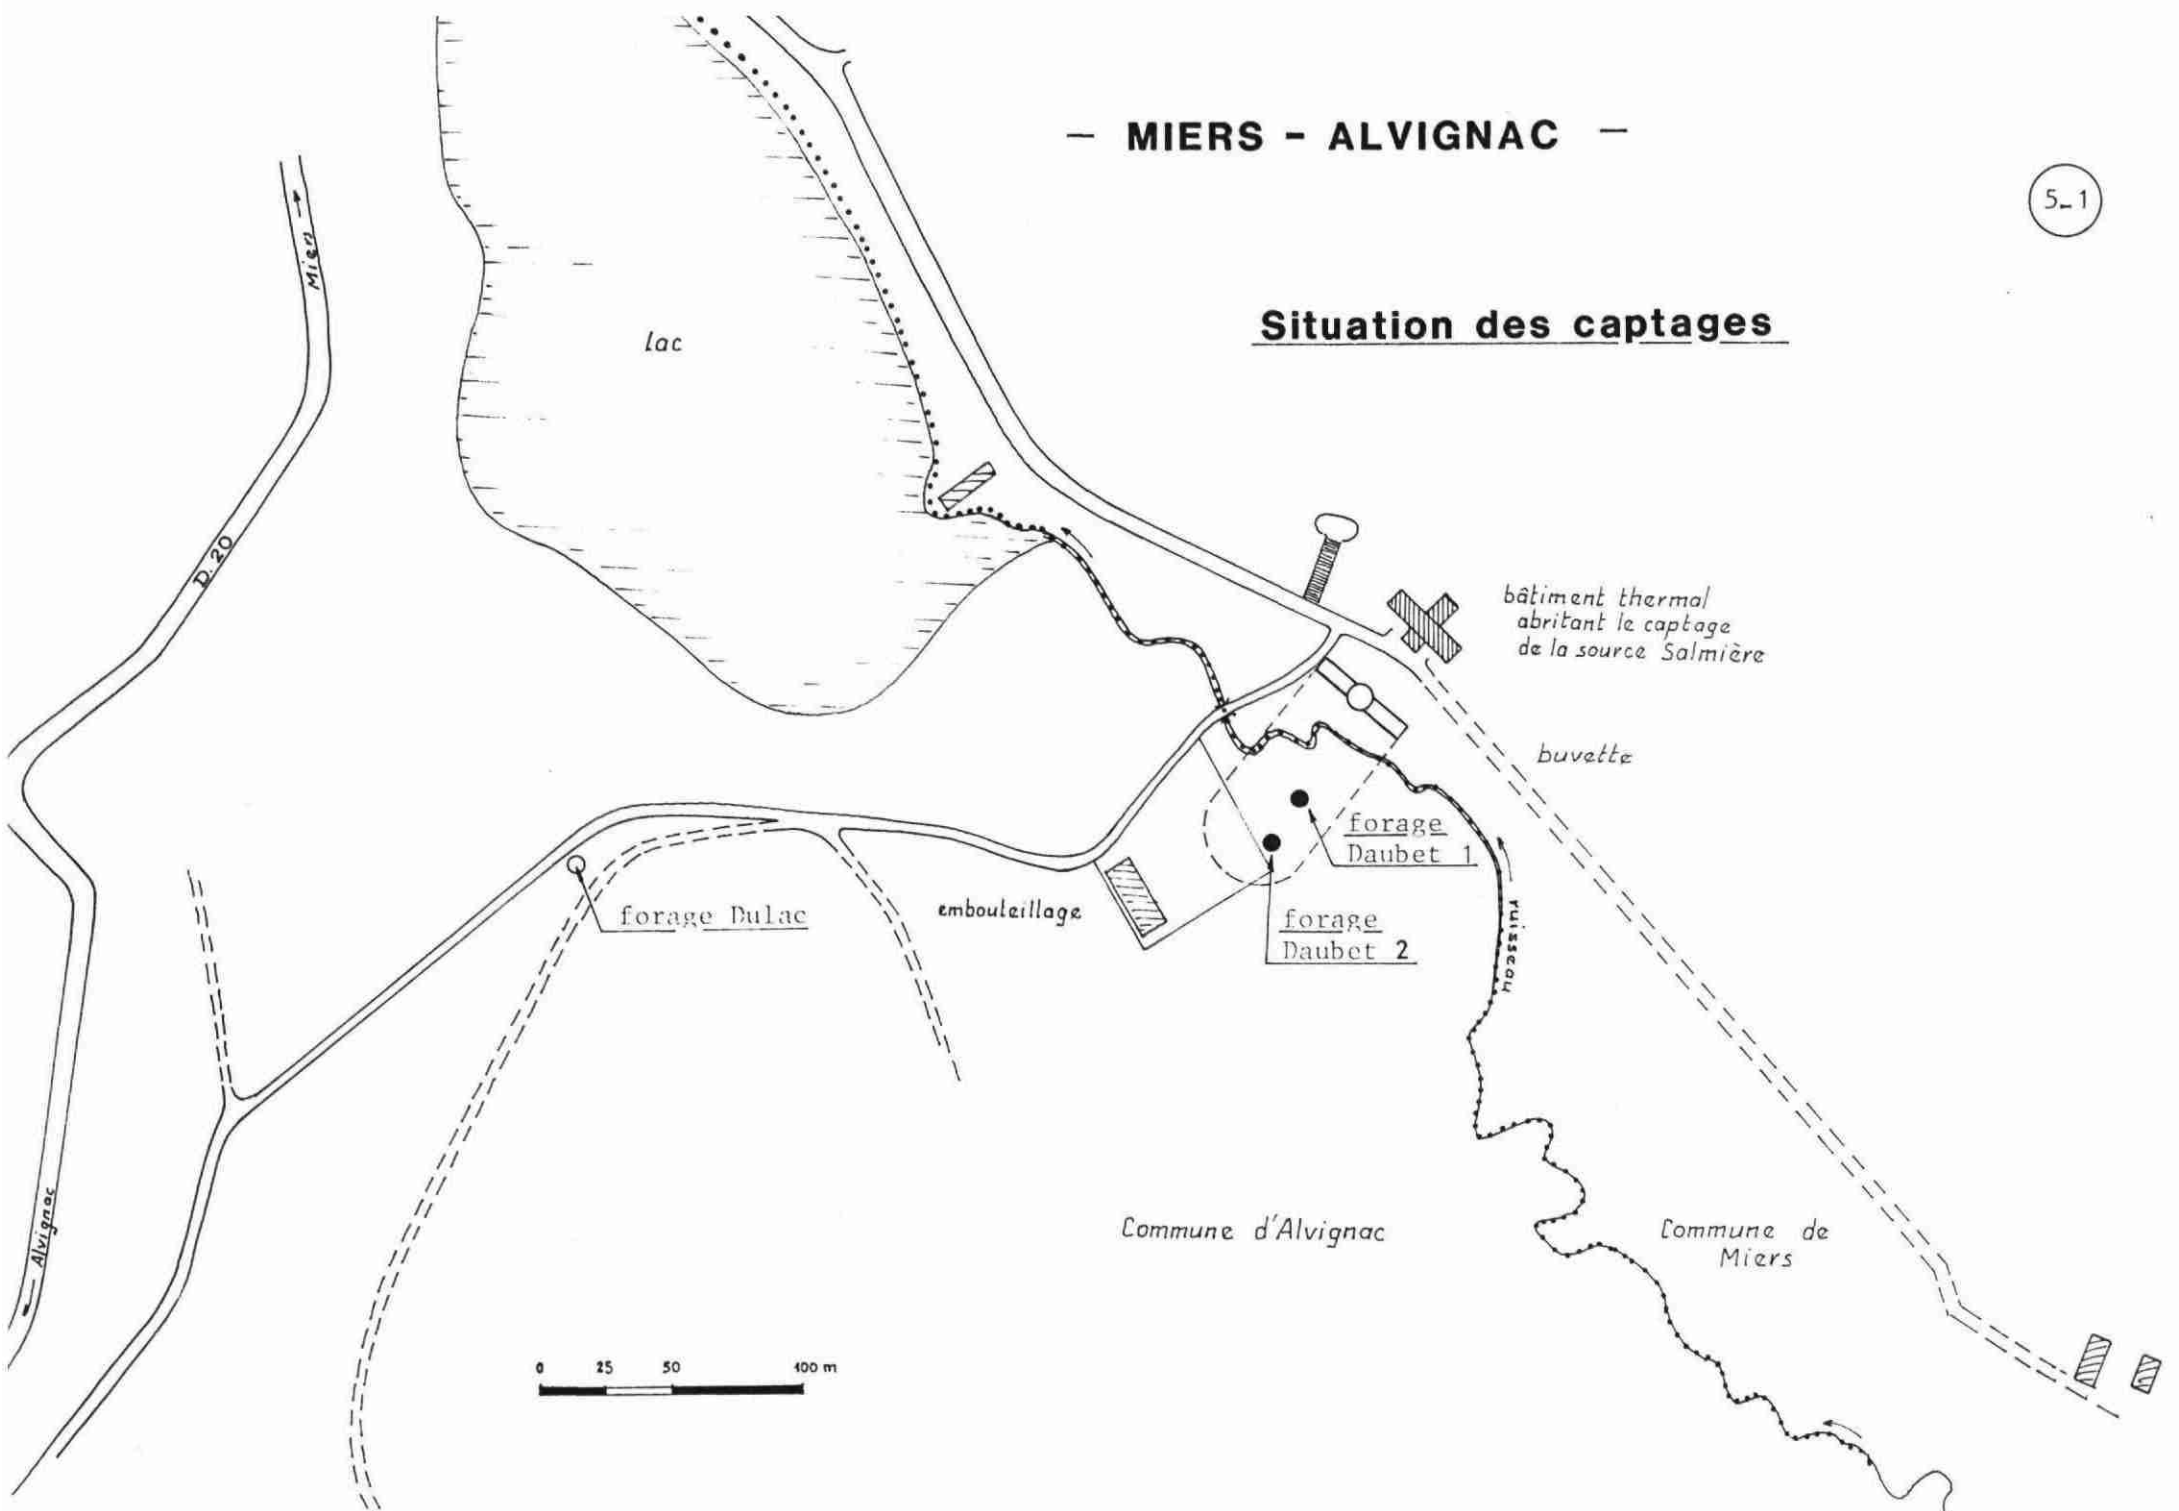 — MIERS - ALVIGNAC —
5-1
Situation des captages
Miers
lac
D. 20
bâtiment thermal
abritant le captage
de la source Salmière
buvette
forage
Daubet 1
forage Dulac
embouteillage
forage
Daubet 2
ruisseau
Alvignac
Commune d'Alvignac
Commune de
Miers
0 25 50 100 m